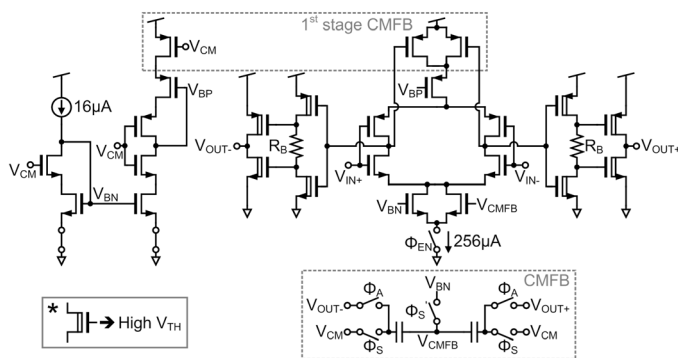 1st stage CMFB
VCM
VBP
16μA
VCM
VCM
VBN
VOUT-
RB
VBP
VIN+
VIN-
RB
VOUT+
VBN
VCMFB
ΦEN
256μA
CMFB
VBN
VOUT-
ΦA
ΦS
ΦA
VOUT+
VCM
ΦS
VCMFB
ΦS
VCM
* High VTH